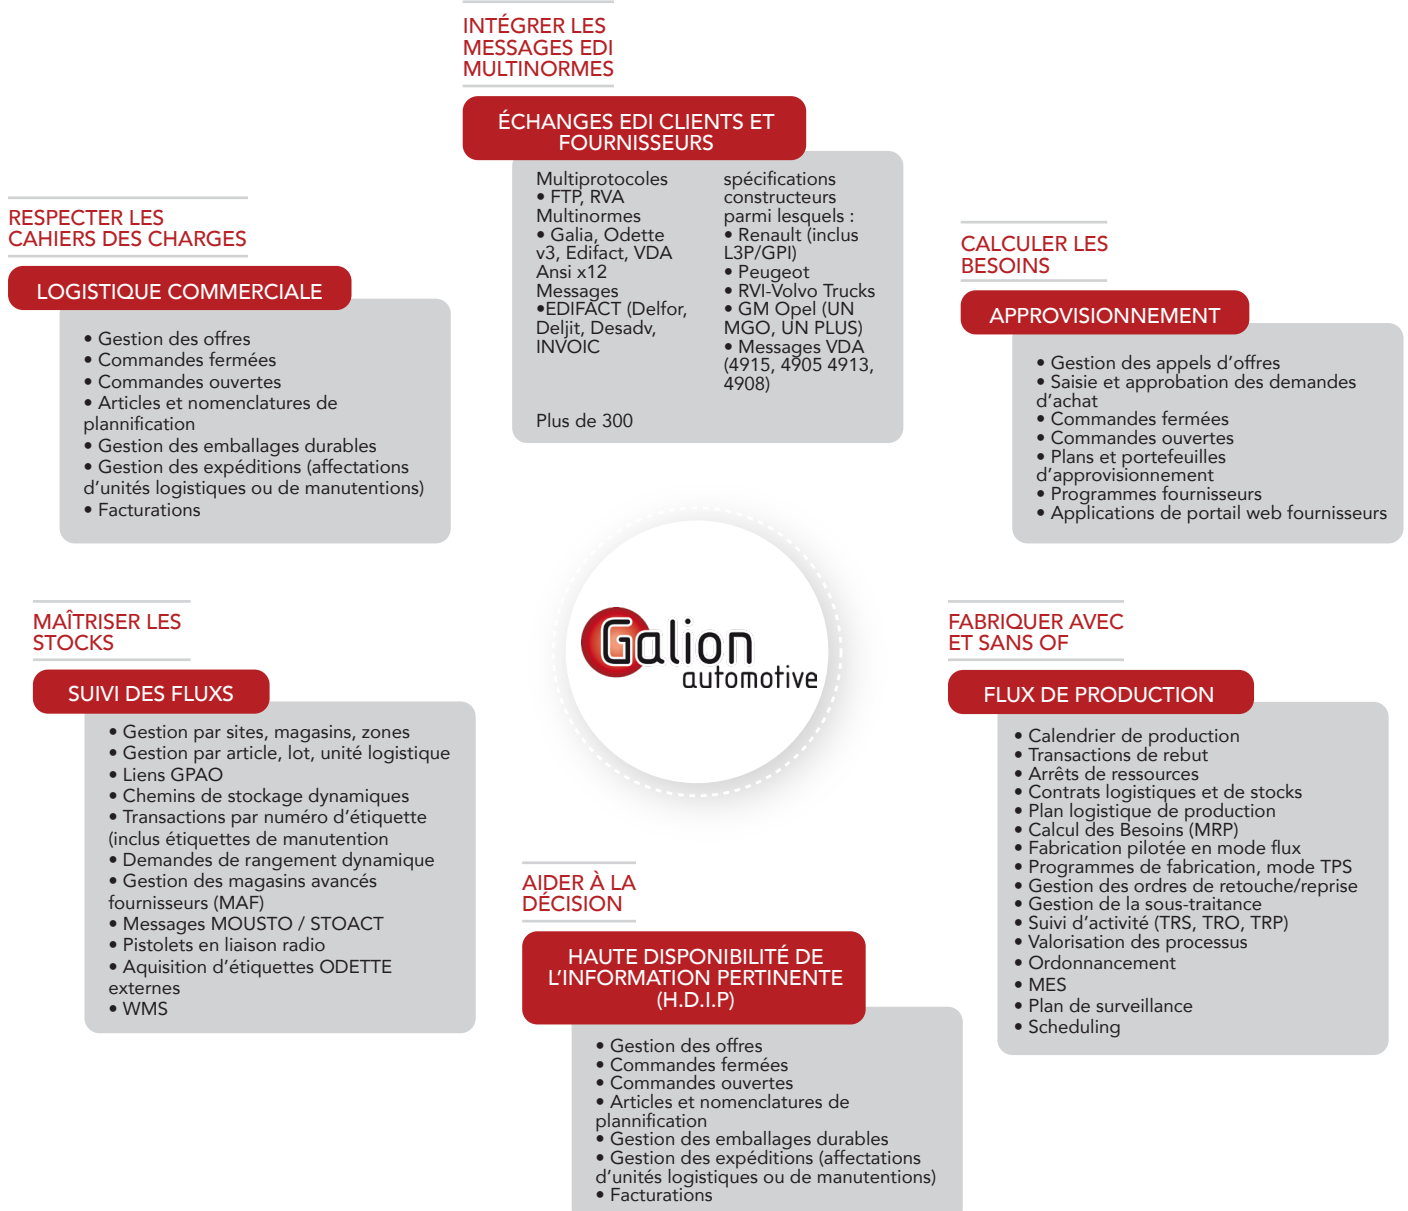 INTÉGRER LES
MESSAGES EDI
MULTINORMES
ÉCHANGES EDI CLIENTS ET
FOURNISSEURS
Multiprotocoles
• FTP, RVA
Multinormes
• Galia, Odette
v3, Edifact, VDA
Ansi x12
Messages
•EDIFACT (Delfor,
Deljit, Desadv,
INVOIC
Plus de 300
spécifications
constructeurs
parmi lesquels :
• Renault (inclus
L3P/GPI)
• Peugeot
• RVI-Volvo Trucks
• GM Opel (UN
MGO, UN PLUS)
• Messages VDA
(4915, 4905 4913,
4908)
RESPECTER LES
CAHIERS DES CHARGES
LOGISTIQUE COMMERCIALE
• Gestion des offres
• Commandes fermées
• Commandes ouvertes
• Articles et nomenclatures de
plannification
• Gestion des emballages durables
• Gestion des expéditions (affectations
d'unités logistiques ou de manutentions)
• Facturations
CALCULER LES
BESOINS
APPROVISIONNEMENT
• Gestion des appels d'offres
• Saisie et approbation des demandes
d'achat
• Commandes fermées
• Commandes ouvertes
• Plans et portefeuilles
d'approvisionnement
• Programmes fournisseurs
• Applications de portail web fournisseurs
Galion
automotive
MAÎTRISER LES
STOCKS
SUIVI DES FLUXS
• Gestion par sites, magasins, zones
• Gestion par article, lot, unité logistique
• Liens GPAO
• Chemins de stockage dynamiques
• Transactions par numéro d'étiquette
(inclus étiquettes de manutention
• Demandes de rangement dynamique
• Gestion des magasins avancés
fournisseurs (MAF)
• Messages MOUSTO / STOACT
• Pistolets en liaison radio
• Aquisition d'étiquettes ODETTE
externes
• WMS
FABRIQUER AVEC
ET SANS OF
FLUX DE PRODUCTION
• Calendrier de production
• Transactions de rebut
• Arrêts de ressources
• Contrats logistiques et de stocks
• Plan logistique de production
• Calcul des Besoins (MRP)
• Fabrication pilotée en mode flux
• Programmes de fabrication, mode TPS
• Gestion des ordres de retouche/reprise
• Gestion de la sous-traitance
• Suivi d'activité (TRS, TRO, TRP)
• Valorisation des processus
• Ordonnancement
• MES
• Plan de surveillance
• Scheduling
AIDER À LA
DÉCISION
HAUTE DISPONIBILITÉ DE
L'INFORMATION PERTINENTE
(H.D.I.P)
• Gestion des offres
• Commandes fermées
• Commandes ouvertes
• Articles et nomenclatures de
plannification
• Gestion des emballages durables
• Gestion des expéditions (affectations
d'unités logistiques ou de manutentions)
• Facturations